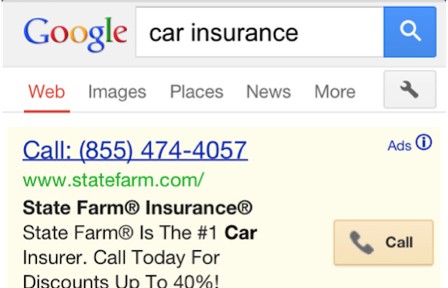 Google car insurance
Web Images Places News More
Call: (855) 474-4057
Ads
www.statefarm.com/
State Farm® Insurance®
State Farm® Is The #1 Car
Insurer. Call Today For
Discounts Up To 40%!
Call